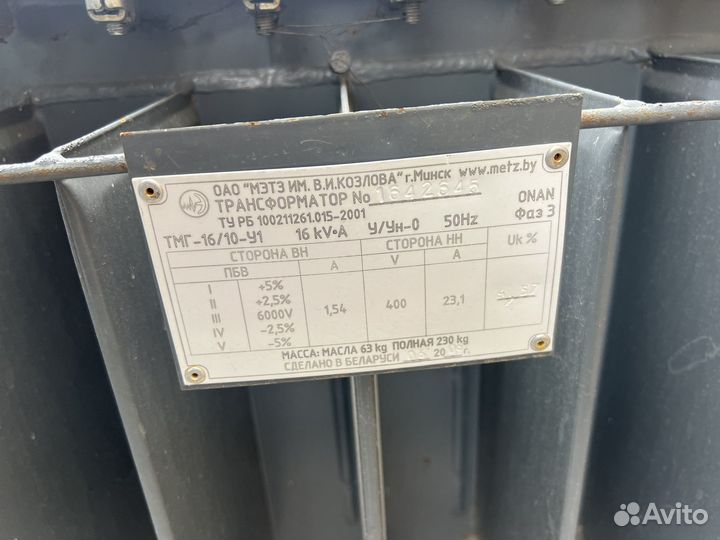 ОАО "МЭТЗ ИМ. В.И.КОЗЛОВА" г.Минск www.metz.by
ТРАНСФОРМАТОР № 1642645
ONAN
ТУ РБ 100211261.015-2001
Фаз 3
ТМГ-16/10-У1 16 kV•A У/Ун-0 50Hz
СТОРОНА ВН СТОРОНА НН Uk %
ПБВ A V A
I +5%
II +2,5%
III 6000V 1,54 400 23,1
IV -2,5%
V -5%
МАССА: МАСЛА 63 kg ПОЛНАЯ 230 kg
СДЕЛАНО В БЕЛАРУСИ 20 г.
Avito